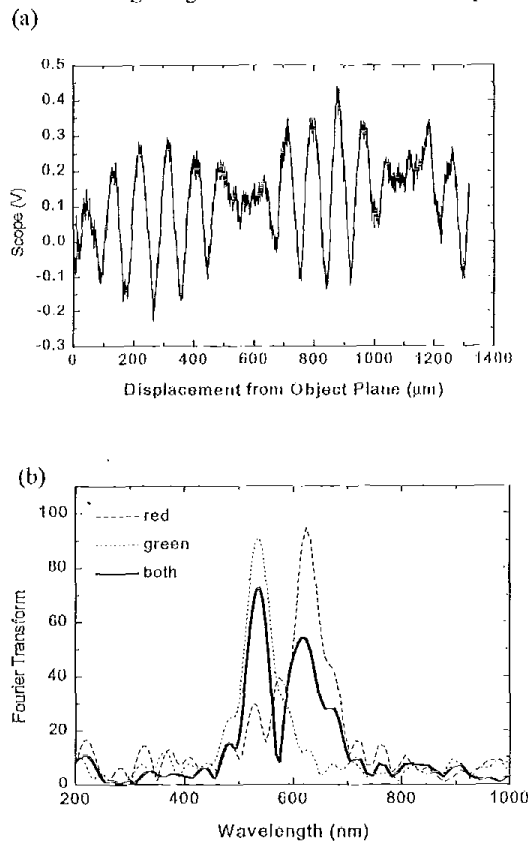 (a)
0.5
0.4
0.3
0.2
0.1
0.0
-0.1
-0.2
-0.3
Scope (V)
0 200 400 600 800 1000 1200 1400
Displacement from Object Plane (μm)
(b)
100
80
60
40
20
0
Fourier Transform
red
green
both
200 400 600 800 1000
Wavelength (nm)